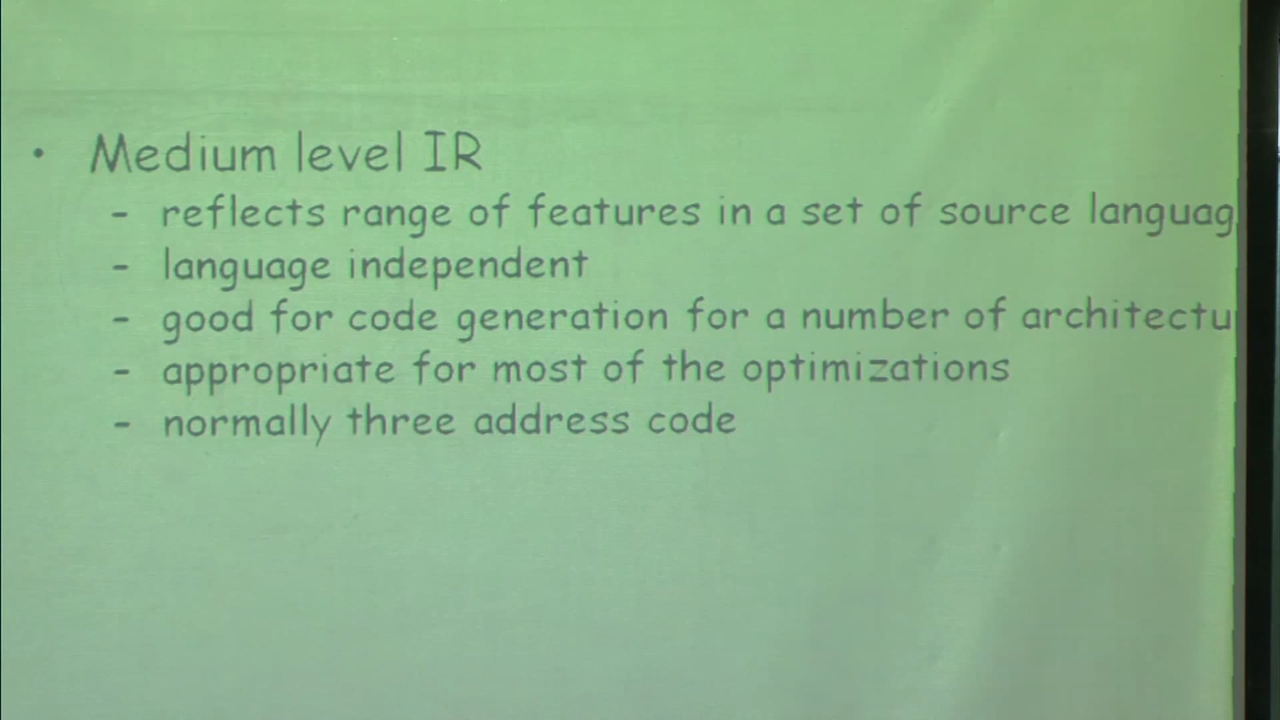 • Medium level IR
- reflects range of features in a set of source languag
- language independent
- good for code generation for a number of architectu
- appropriate for most of the optimizations
- normally three address code